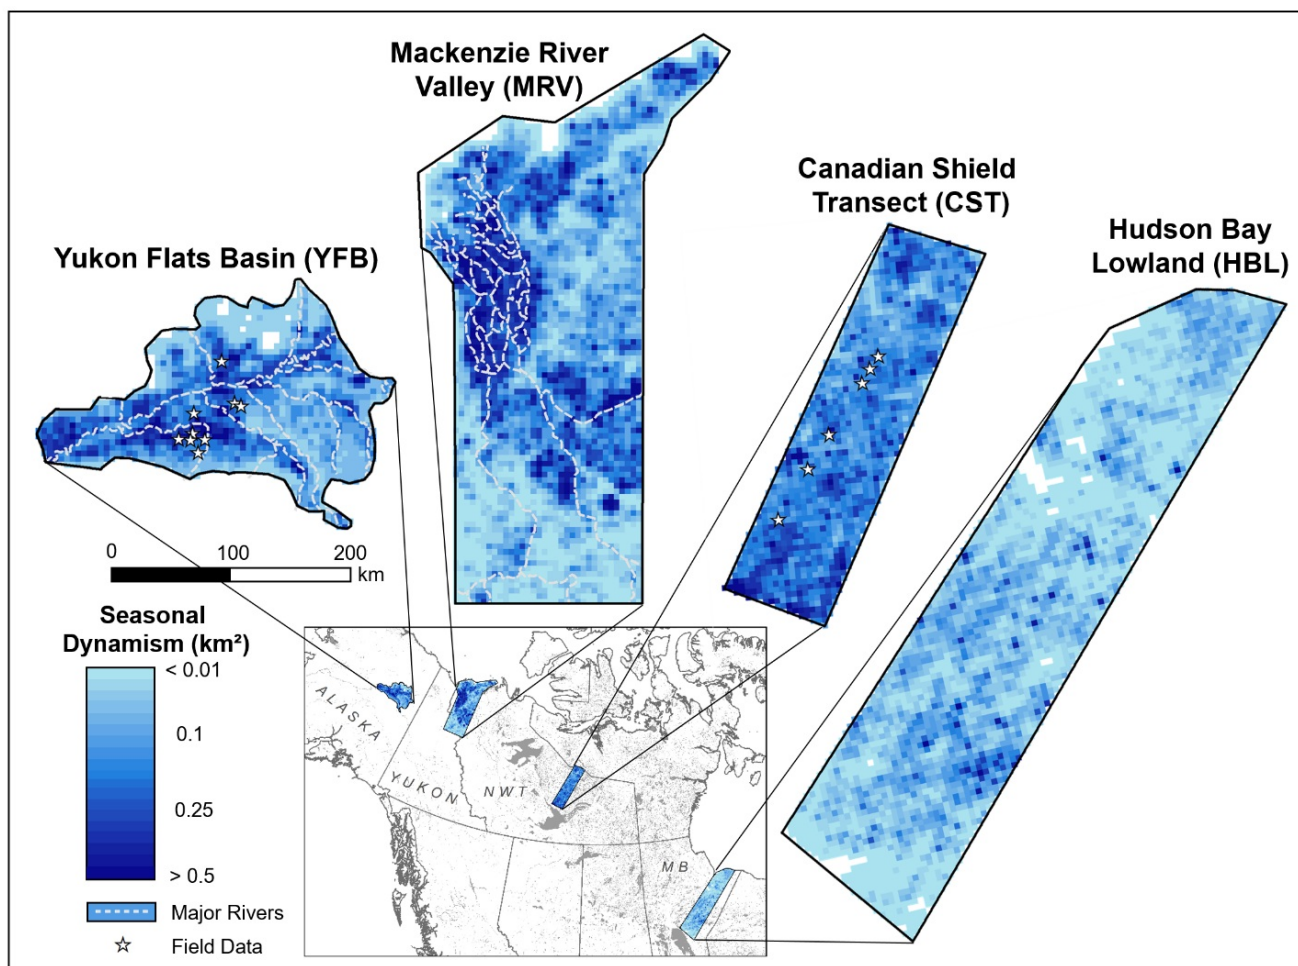 Mackenzie River
Valley (MRV)
Canadian Shield
Transect (CST)
Hudson Bay
Lowland (HBL)
Yukon Flats Basin (YFB)
0 100 200
km
Seasonal
Dynamism (km²)
< 0.01
0.1
0.25
> 0.5
Major Rivers
Field Data
ALASKA
YUKON
NWT
MB